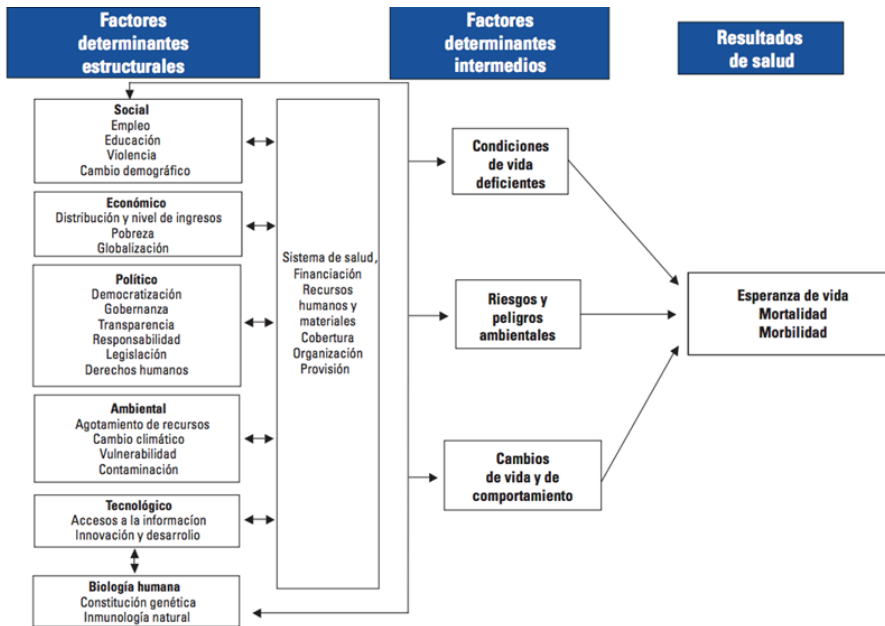 Factores
determinantes
estructurales
Factores
determinantes
intermedios
Resultados
de salud
Social
Empleo
Educación
Violencia
Cambio demográfico
Económico
Distribución y nivel de ingresos
Pobreza
Globalización
Político
Democratización
Gobernanza
Transparencia
Responsabilidad
Legislación
Derechos humanos
Ambiental
Agotamiento de recursos
Cambio climático
Vulnerabilidad
Contaminación
Tecnológico
Accesos a la informacíon
Innovación y desarrollo
Biología humana
Constitución genética
Inmunología natural
Sistema de salud,
Financiación
Recursos
humanos y
materiales
Cobertura
Organización
Provisión
Condiciones
de vida
deficientes
Riesgos y
peligros
ambientales
Cambios
de vida y de
comportamiento
Esperanza de vida
Mortalidad
Morbilidad